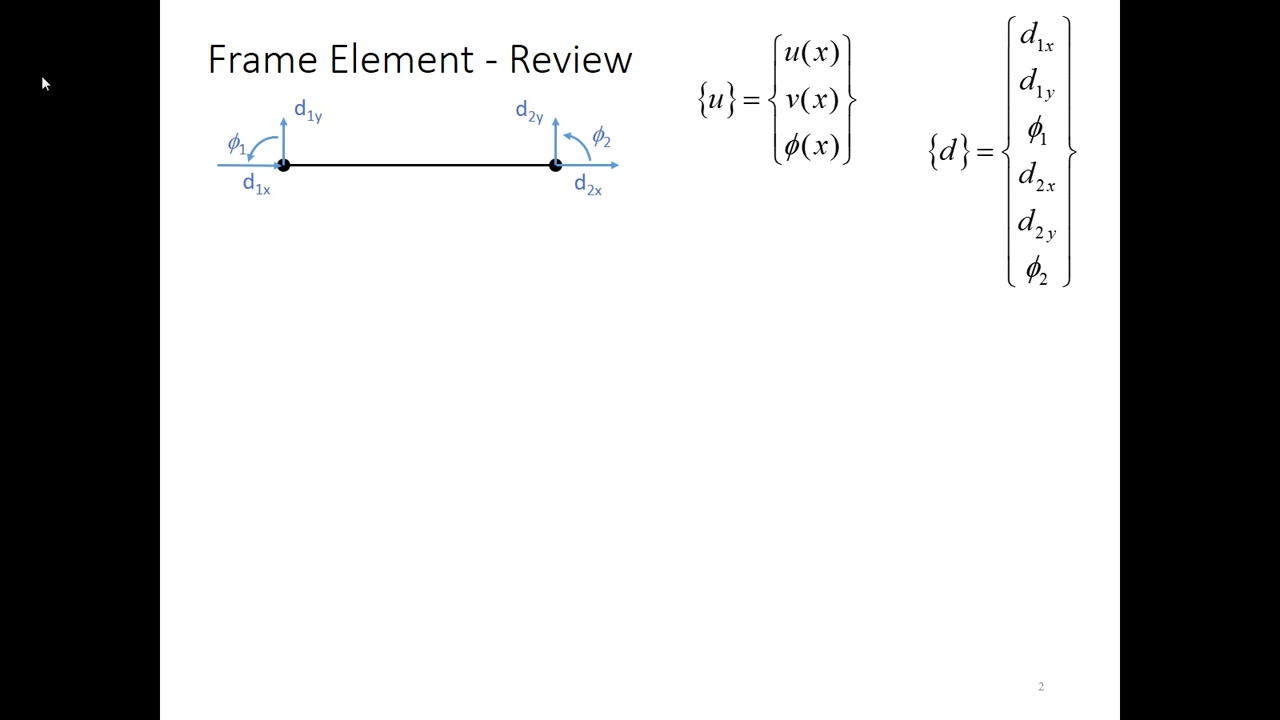 Frame Element - Review
d1y
d2y
ϕ1
ϕ2
d1x
d2x
{u} = {u(x)
v(x)
ϕ(x)}
{d} = {d1x
d1y
ϕ1
d2x
d2y
ϕ2}
2